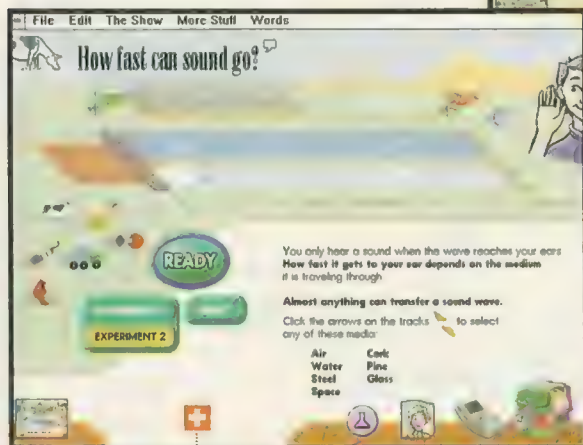 File Edit The Show More Stuff Words
How fast can sound go?
READY
EXPERIMENT 2
You only hear a sound when the wave reaches your ears
How fast it gets to your ear depends on the medium
it is traveling through
Almost anything can transfer a sound wave.
Click the arrows on the tracks to select
any of these media:
Air Cork
Water Pine
Steel Glass
Space